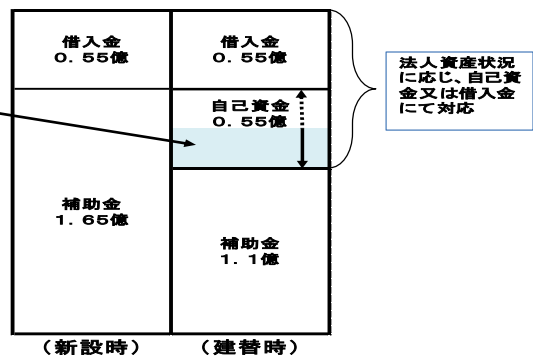 借入金
0.55億
借入金
0.55億
自己資金
0.55億
補助金
1.65億
補助金
1.1億
(新設時)
(建替時)
法人資産状況
に応じ、自己資
金又は借入金
にて対応